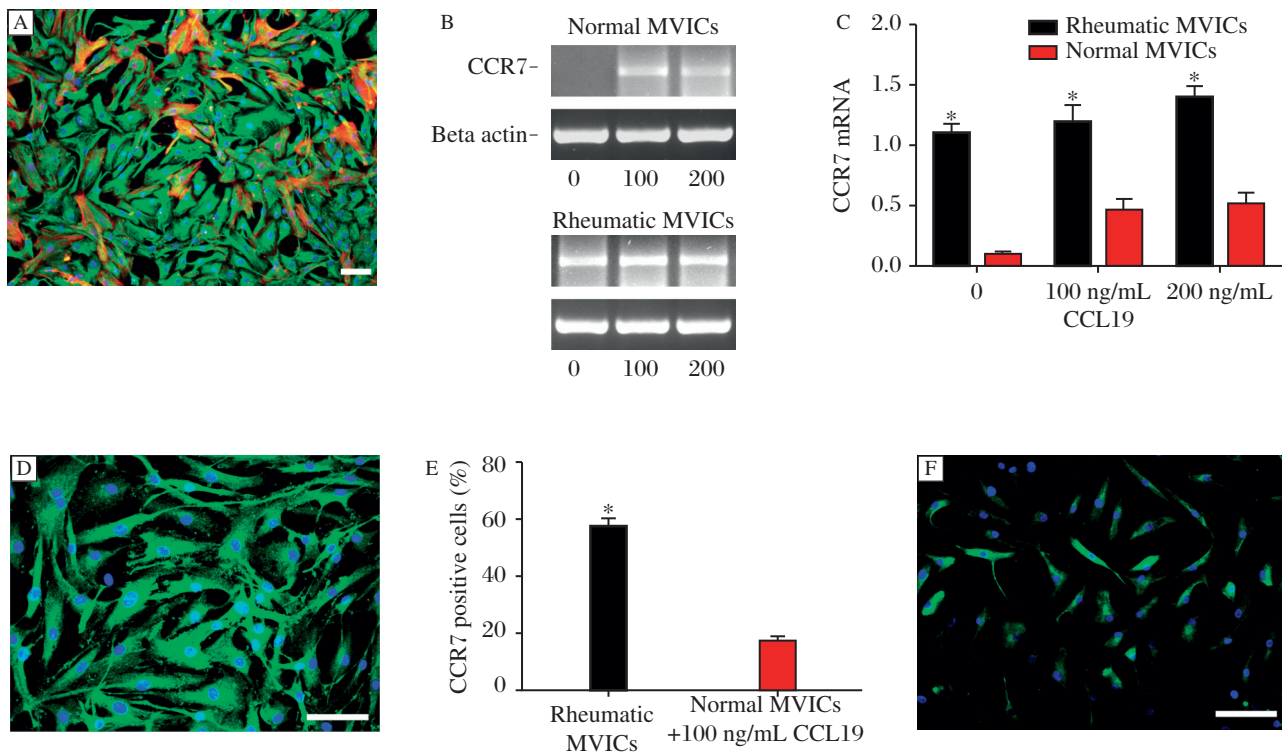 A
B
Normal MVICs
CCR7-
Beta actin-
0 100 200
Rheumatic MVICs
0 100 200
C
2.0
1.5
1.0
0.5
0.0
CCR7 mRNA
Rheumatic MVICs
Normal MVICs
*
*
*
0
100 ng/mL
200 ng/mL
CCL19
D
E
80
60
40
20
0
CCR7 positive cells (%)
*
Rheumatic
MVICs
Normal MVICs
+100 ng/mL CCL19
F